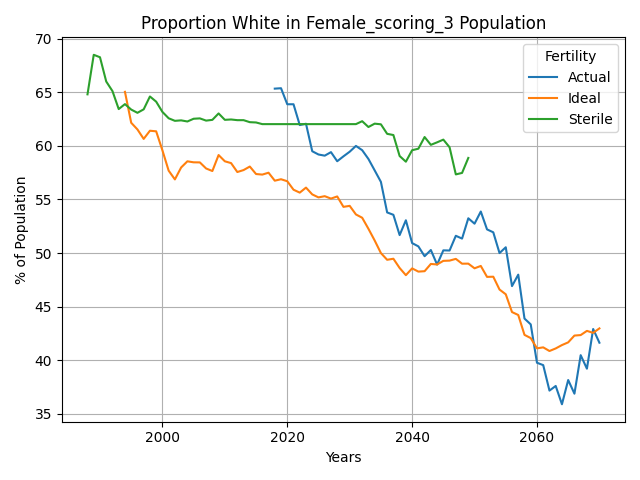 Proportion White in Female_scoring_3 Population
Fertility
Actual
Ideal
Sterile
% of Population
70
65
60
55
50
45
40
35
2000
2020
2040
2060
Years